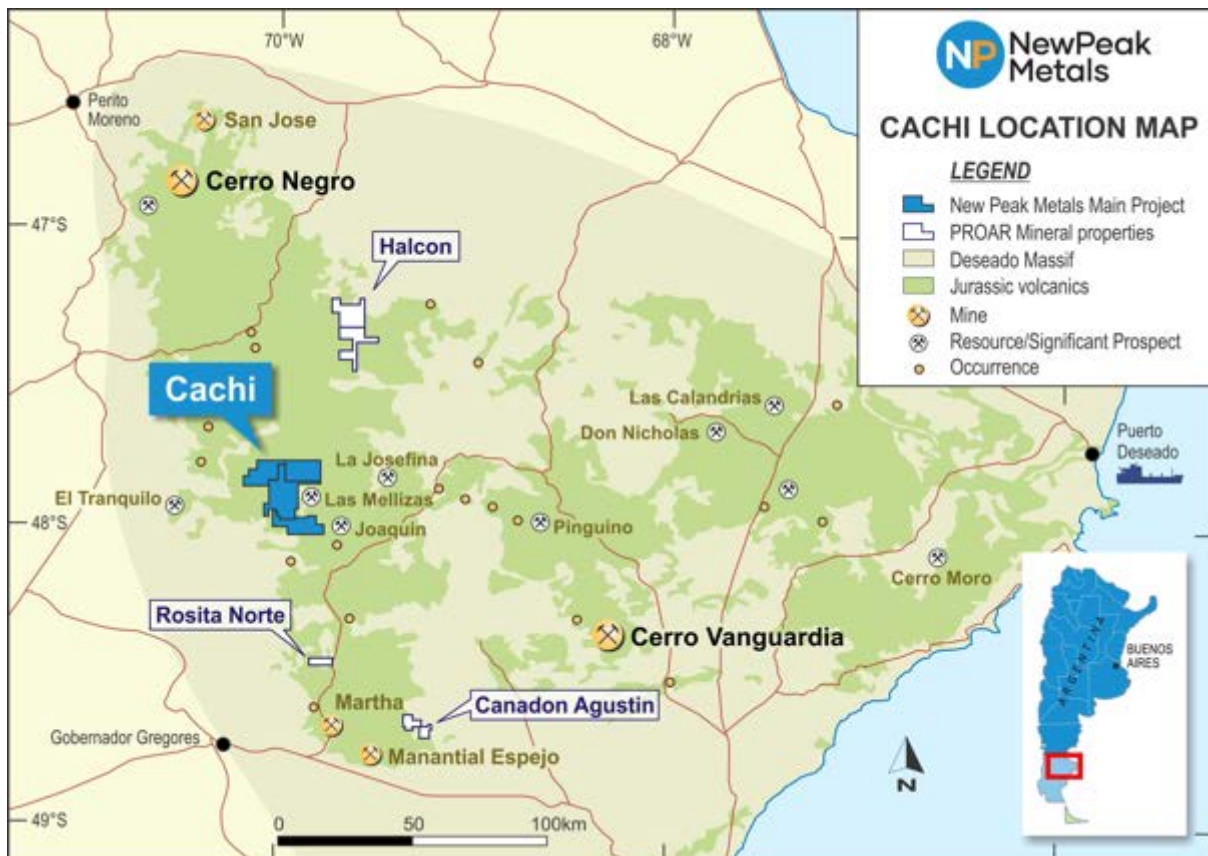 70°W
68°W
NP NewPeak
Metals
CACHI LOCATION MAP
LEGEND
New Peak Metals Main Project
PROAR Mineral properties
Deseado Massif
Jurassic volcanics
Mine
Resource/Significant Prospect
Occurrence
Perito
Moreno
San Jose
Cerro Negro
47°S
Halcon
Cachi
Las Calandrias
Don Nicholas
Puerto
Deseado
La Josefina
El Tranquilo
Las Mellizas
48°S
Joaquin
Pinguino
Cerro Moro
Rosita Norte
Cerro Vanguardia
Martha
Canadon Agustin
Gobernador Gregores
Manantial Espejo
N
ARGENTINA
BUENOS
AIRES
49°S
0
50
100km